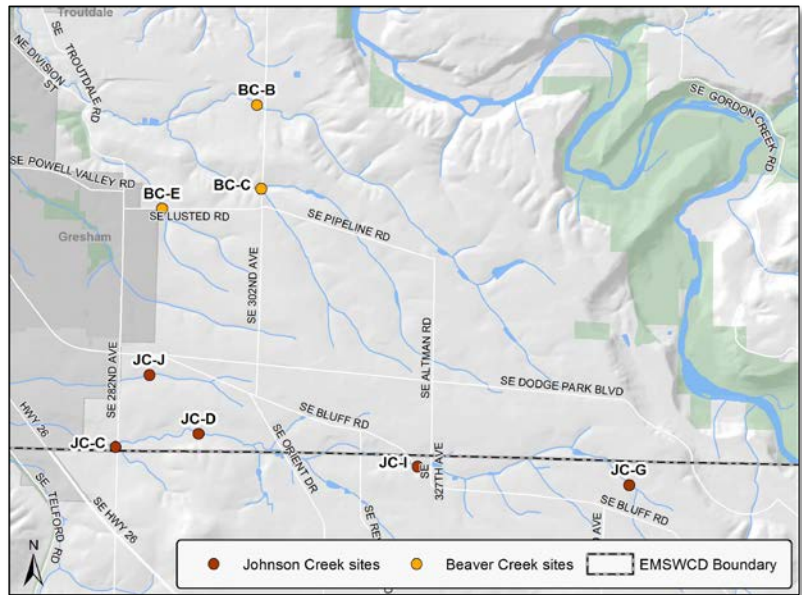 Troutdale
SE TROUTDALE RD
NE DIVISION ST
BC-B
SE GORDON CREEK RD
SE POWELL VALLEY RD
BC-E
BC-C
SE LUSTED RD
SE PIPELINE RD
Gresham
SE 302ND AVE
SE 282ND AVE
SE ALTMAN RD
JC-J
SE DODGE PARK BLVD
HWY 26
JC-D
SE BLUFF RD
JC-C
SE ORIENT DR
JC-I
SE 327TH AVE
JC-G
SE BLUFF RD
SE TELFORD RD
SE HWY 26
SE
AVE
N
Johnson Creek sites
Beaver Creek sites
EMSWCD Boundary